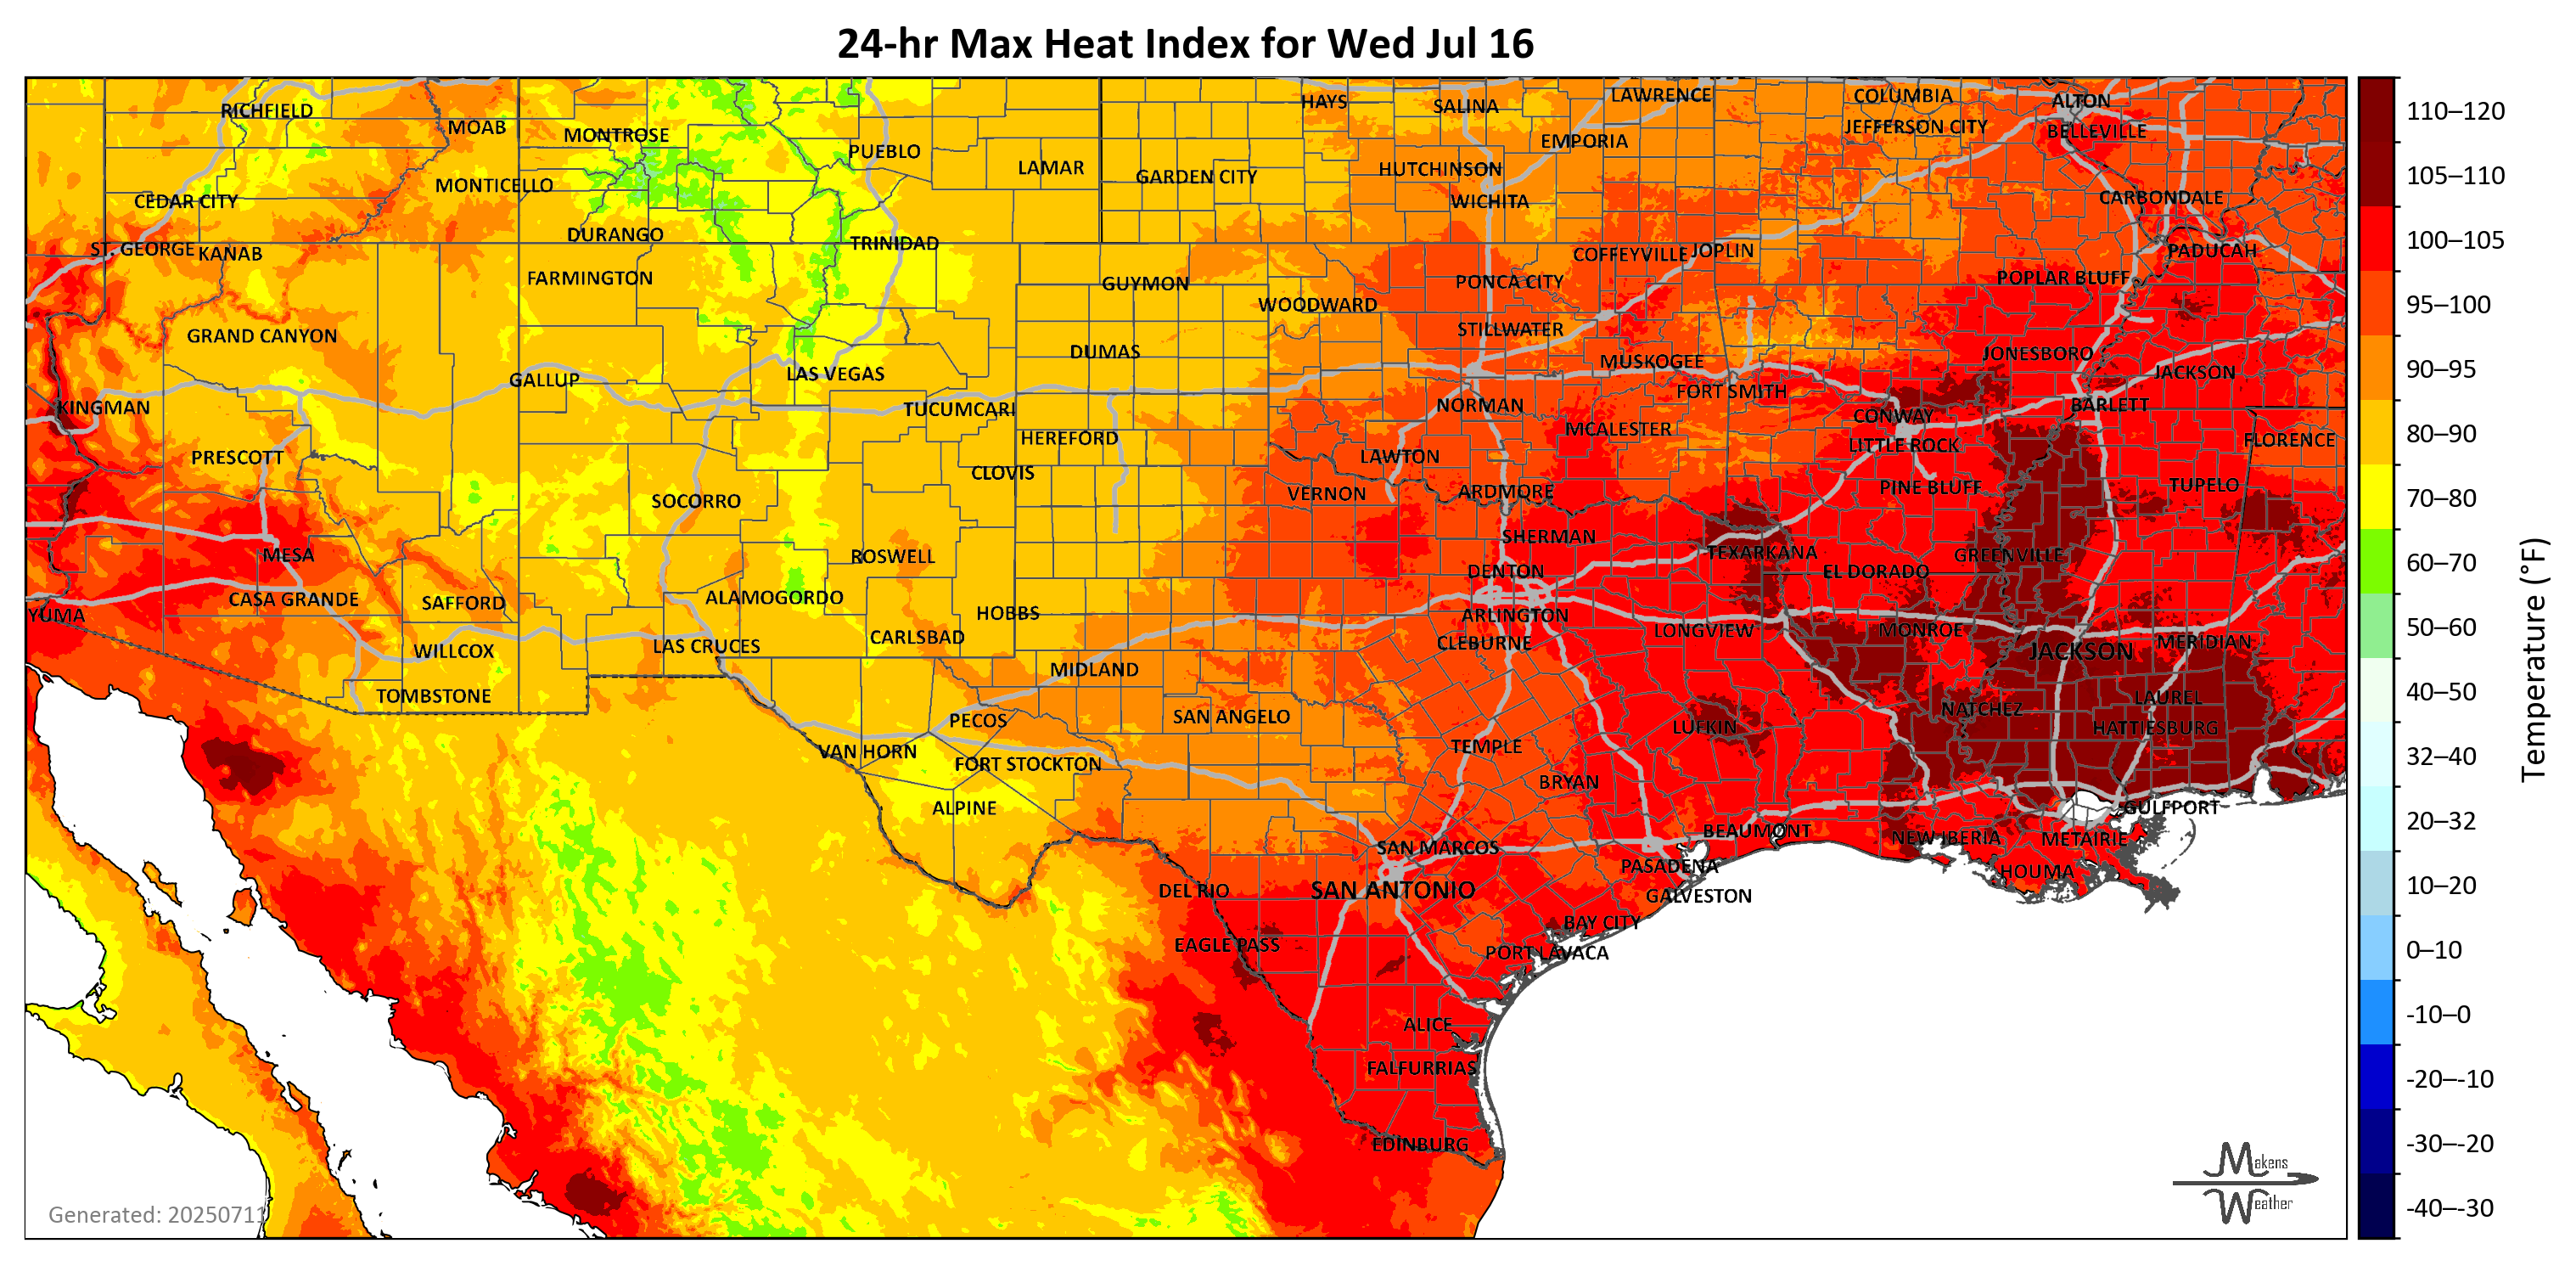 24-hr Max Heat Index for Wed Jul 16
RICHFIELD
MOAB
MONTROSE
PUEBLO
LAMAR
HAYS
SALINA
LAWRENCE
COLUMBIA
ALTON
EMPORIA
JEFFERSON CITY
BELLEVILLE
CEDAR CITY
MONTICELLO
GARDEN CITY
HUTCHINSON
WICHITA
CARBONDALE
ST. GEORGE
KANAB
DURANGO
TRINIDAD
COFFEYVILLE
JOPLIN
PADUCAH
FARMINGTON
GUYMON
WOODWARD
PONCA CITY
POPLAR BLUFF
GRAND CANYON
DUMAS
STILLWATER
MUSKOGEE
JONESBORO
GALLUP
LAS VEGAS
FORT SMITH
JACKSON
KINGMAN
TUCUMCARI
NORMAN
CONWAY
BARLETT
HEREFORD
MCALESTER
LITTLE ROCK
FLORENCE
PRESCOTT
CLOVIS
LAWTON
SOCORRO
VERNON
ARDMORE
PINE BLUFF
TUPELO
MESA
ROSWELL
SHERMAN
TEXARKANA
GREENVILLE
DENTON
EL DORADO
CASA GRANDE
SAFFORD
ALAMOGORDO
HOBBS
ARLINGTON
YUMA
LAS CRUCES
CARLSBAD
CLEBURNE
LONGVIEW
MONROE
MERIDIAN
WILLCOX
MIDLAND
JACKSON
TOMBSTONE
PECOS
SAN ANGELO
LUFKIN
NATCHEZ
LAUREL
HATTIESBURG
VAN HORN
FORT STOCKTON
TEMPLE
BRYAN
ALPINE
GULFPORT
SAN MARCOS
BEAUMONT
NEW IBERIA
METAIRIE
PASADENA
HOUMA
DEL RIO
SAN ANTONIO
GALVESTON
BAY CITY
EAGLE PASS
PORT LAVACA
ALICE
FALFURRIAS
EDINBURG
Generated: 20250711
Makens
Weather
110–120
105–110
100–105
95–100
90–95
80–90
70–80
60–70
50–60
40–50
32–40
20–32
10–20
0–10
-10–0
-20–-10
-30–-20
-40–-30
Temperature (°F)